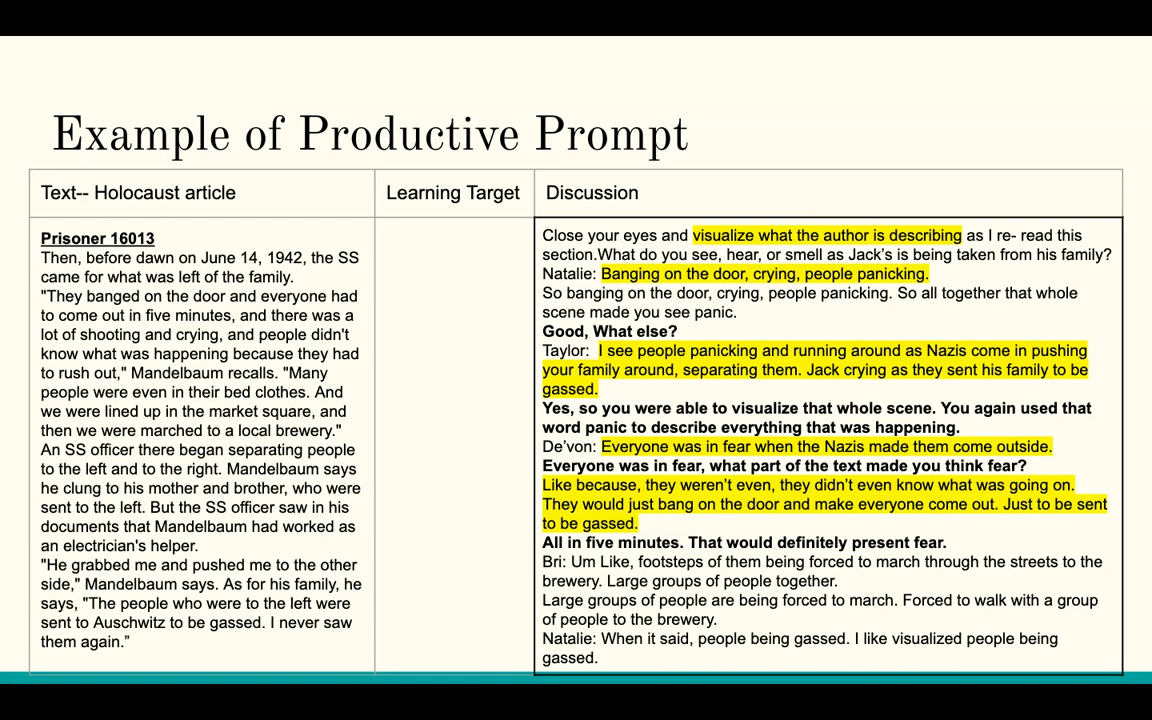 Example of Productive Prompt
Text-- Holocaust article
Learning Target
Discussion
Prisoner 16013
Then, before dawn on June 14, 1942, the SS
came for what was left of the family.
"They banged on the door and everyone had
to come out in five minutes, and there was a
lot of shooting and crying, and people didn't
know what was happening because they had
to rush out," Mandelbaum recalls. "Many
people were even in their bed clothes. And
we were lined up in the market square, and
then we were marched to a local brewery."
An SS officer there began separating people
to the left and to the right. Mandelbaum says
he clung to his mother and brother, who were
sent to the left. But the SS officer saw in his
documents that Mandelbaum had worked as
an electrician's helper.
"He grabbed me and pushed me to the other
side," Mandelbaum says. As for his family, he
says, "The people who were to the left were
sent to Auschwitz to be gassed. I never saw
them again.”
Close your eyes and visualize what the author is describing as I re- read this
section.What do you see, hear, or smell as Jack’s is being taken from his family?
Natalie: Banging on the door, crying, people panicking.
So banging on the door, crying, people panicking. So all together that whole
scene made you see panic.
Good, What else?
Taylor:  I see people panicking and running around as Nazis come in pushing
your family around, separating them. Jack crying as they sent his family to be
gassed.
Yes, so you were able to visualize that whole scene. You again used that
word panic to describe everything that was happening.
De’von: Everyone was in fear when the Nazis made them come outside.
Everyone was in fear, what part of the text made you think fear?
Like because, they weren’t even, they didn’t even know what was going on.
They would just bang on the door and make everyone come out. Just to be sent
to be gassed.
All in five minutes. That would definitely present fear.
Bri: Um Like, footsteps of them being forced to march through the streets to the
brewery. Large groups of people together.
Large groups of people are being forced to march. Forced to walk with a group
of people to the brewery.
Natalie: When it said, people being gassed. I like visualized people being
gassed.